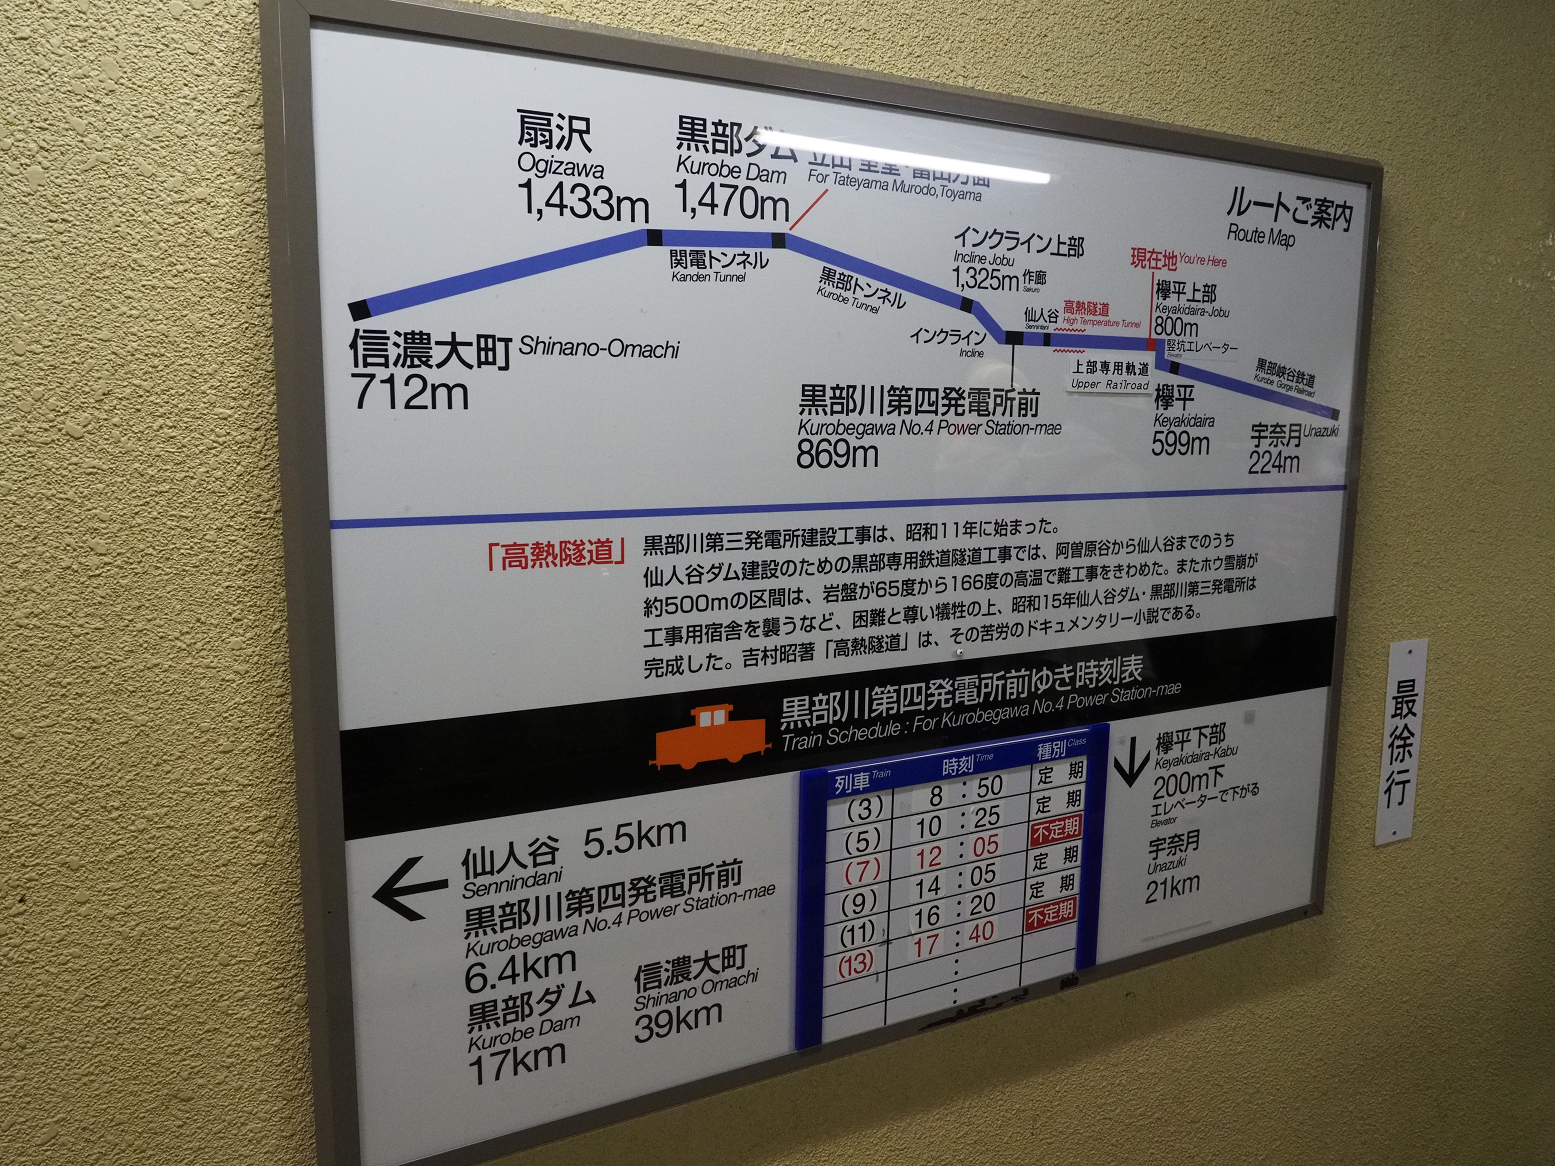 扇沢
Ogizawa
1,433m
黒部ダム
Kurobe Dam
1,470m
立山 室堂・富山方面
For Tateyama Murodo,Toyama
ルートご案内
Route Map
関電トンネル
Kanden Tunnel
黒部トンネル
Kurobe Tunnel
インクライン上部
Incline Jobu
1,325m
作廊
Sakuro
現在地 You're Here
信濃大町 Shinano-Omachi
712m
インクライン
Incline
仙人谷
Sennintani
高熱隧道
High Temperature Tunnel
欅平上部
Keyakidaira-Jobu
800m
竪坑エレベーター
Elevator
上部専用軌道
Upper Railroad
黒部峡谷鉄道
Kurobe Gorge Railroad
黒部川第四発電所前
Kurobegawa No.4 Power Station-mae
869m
欅平
Keyakidaira
599m
宇奈月 Unazuki
224m
「高熱隧道」
黒部川第三発電所建設工事は、昭和11年に始まった。
仙人谷ダム建設のための黒部専用鉄道隧道工事では、阿曽原谷から仙人谷までのうち
約500mの区間は、岩盤が65度から166度の高温で難工事をきわめた。またホウ雪崩が
工事用宿舎を襲うなど、困難と尊い犠牲の上、昭和15年仙人谷ダム・黒部川第三発電所は
完成した。吉村昭著「高熱隧道」は、その苦労のドキュメンタリー小説である。
黒部川第四発電所前ゆき時刻表
Train Schedule : For Kurobegawa No.4 Power Station-mae
仙人谷 5.5km
Sennindani
黒部川第四発電所前
Kurobegawa No.4 Power Station-mae
6.4km
黒部ダム
Kurobe Dam
17km
信濃大町
Shinano Omachi
39km
列車 Train 時刻 Time 種別 Class
(3) 8 : 50 定 期
(5) 10 : 25 定 期
(7) 12 : 05 不定期
(9) 14 : 05 定 期
(11) 16 : 20 定 期
(13) 17 : 40 不定期
:
:
欅平下部
Keyakidaira-Kabu
200m下
エレベーターで下がる
Elevator
宇奈月
Unazuki
21km
最徐行